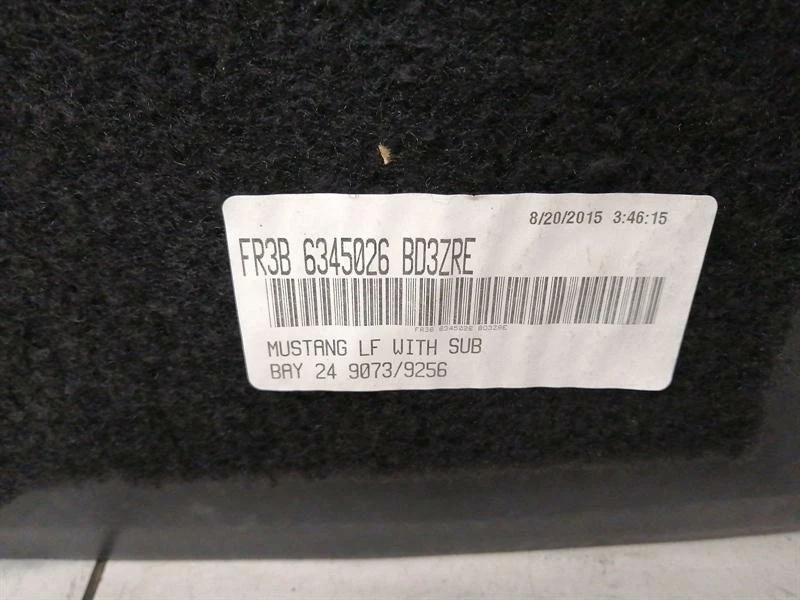 8/20/2015 3:46:15
FR3B 6345026 BD3ZRE
FR3B 6345026 BD3ZRE
MUSTANG LF WITH SUB
BAY 24 9073/9256